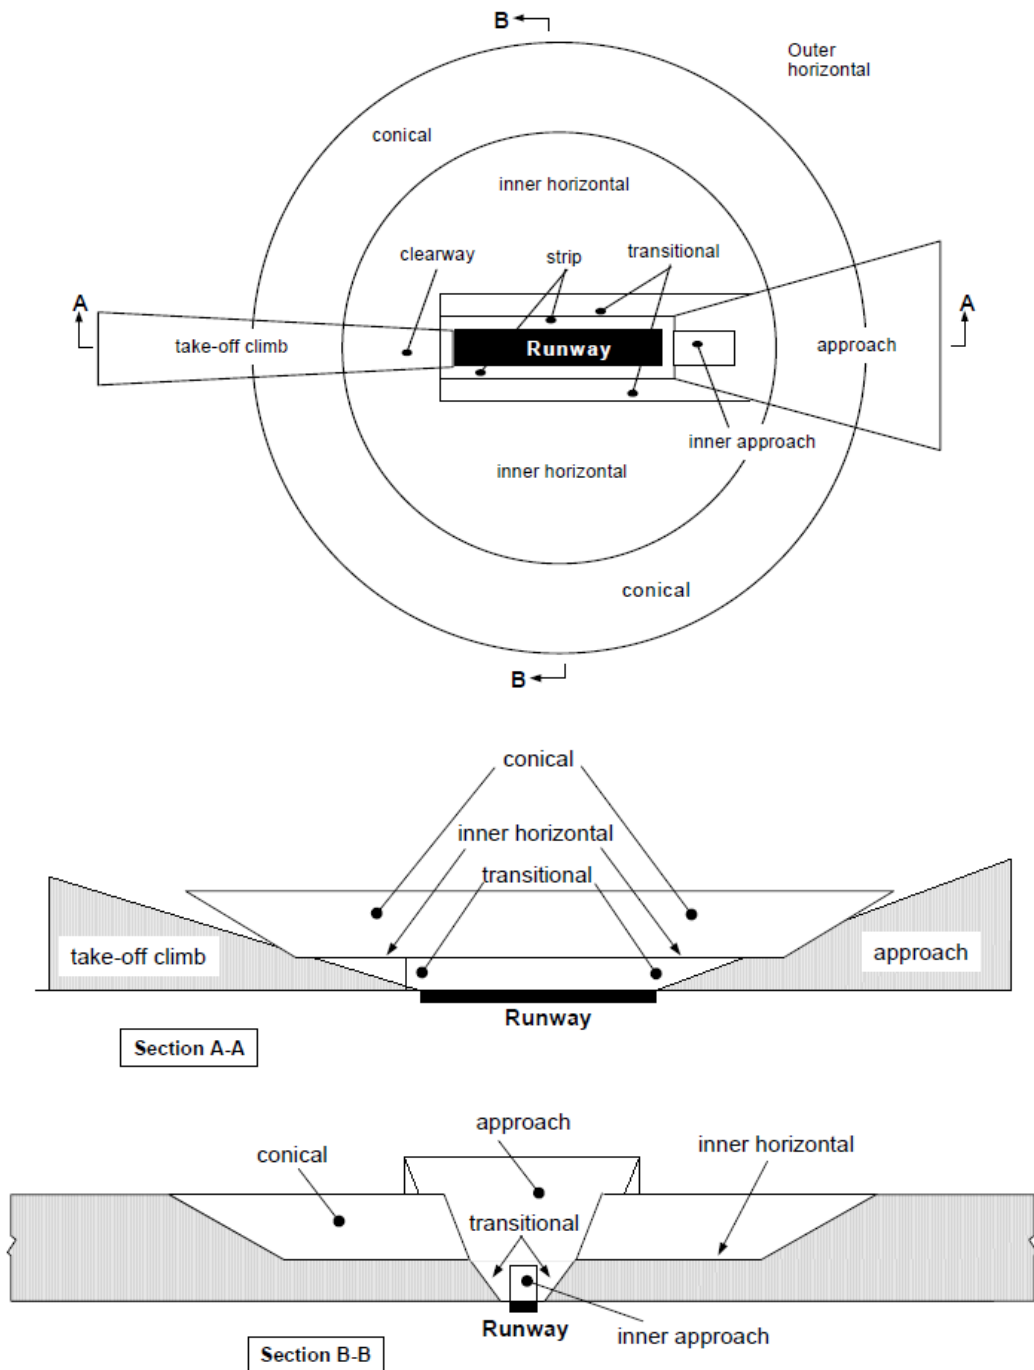 B
Outer
horizontal
conical
inner horizontal
clearway
strip
transitional
A
A
take-off climb
Runway
approach
inner approach
inner horizontal
conical
B
conical
inner horizontal
transitional
take-off climb
approach
Runway
Section A-A
approach
conical
inner horizontal
transitional
Runway
inner approach
Section B-B